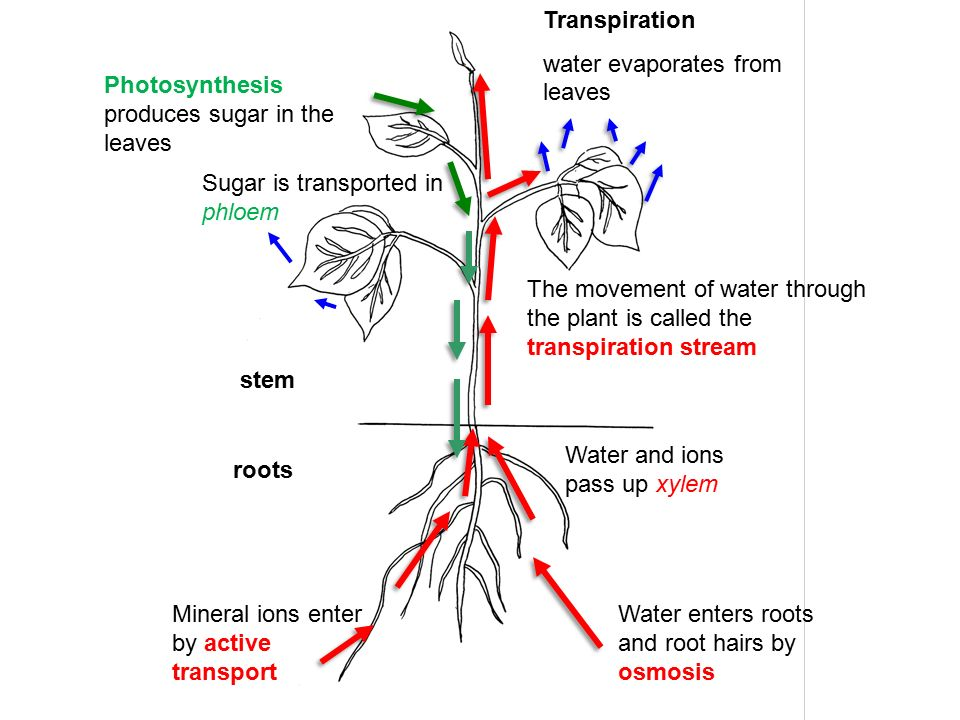 Transpiration
water evaporates from
leaves
Photosynthesis
produces sugar in the
leaves
Sugar is transported in
phloem
The movement of water through
the plant is called the
transpiration stream
stem
roots
Water and ions
pass up xylem
Mineral ions enter
by active
transport
Water enters roots
and root hairs by
osmosis